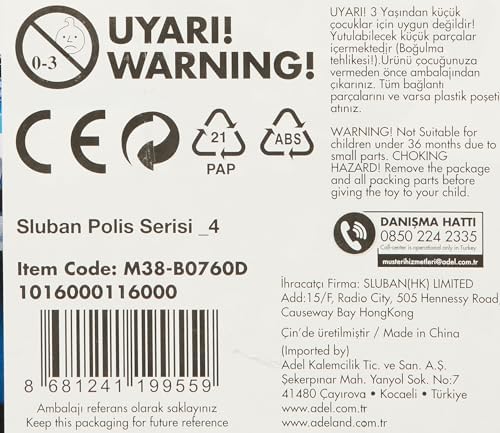 UYARI!
WARNING!
0-3
CE
21
PAP
ABS
Sluban Polis Serisi _4
Item Code: M38-B0760D
1016000116000
8 681241 199559
Ambalajı referans olarak saklayınız
Keep this packaging for future reference
UYARI! 3 Yaşından küçük
çocuklar için uygun değildir!
Yutulabilecek küçük parçalar
içermektedir (Boğulma
tehlikesi!).Ürünü çocuğunuza
vermeden önce ambalajından
çıkarınız. Tüm bağlantı
parçalarını ve varsa plastik poşeti
atınız.
WARNING! Not Suitable for
children under 36 months due to
small parts. CHOKING
HAZARD! Remove the package
and all packing parts before
giving the toy to your child.
DANIŞMA HATTI
0850 224 2335
Call-center is operational only in Turkey
musterihizmetleri@adel.com.tr
İhracatçı Firma: SLUBAN(HK) LIMITED
Add:15/F, Radio City, 505 Hennessy Road,
Causeway Bay HongKong
Çin'de üretilmiştir / Made in China
(Imported by)
Adel Kalemcilik Tic. ve San. A.Ş.
Şekerpınar Mah. Yanyol Sok. No:7
41480 Çayırova • Kocaeli • Türkiye
www.adel.com.tr
www.adeland.com.tr